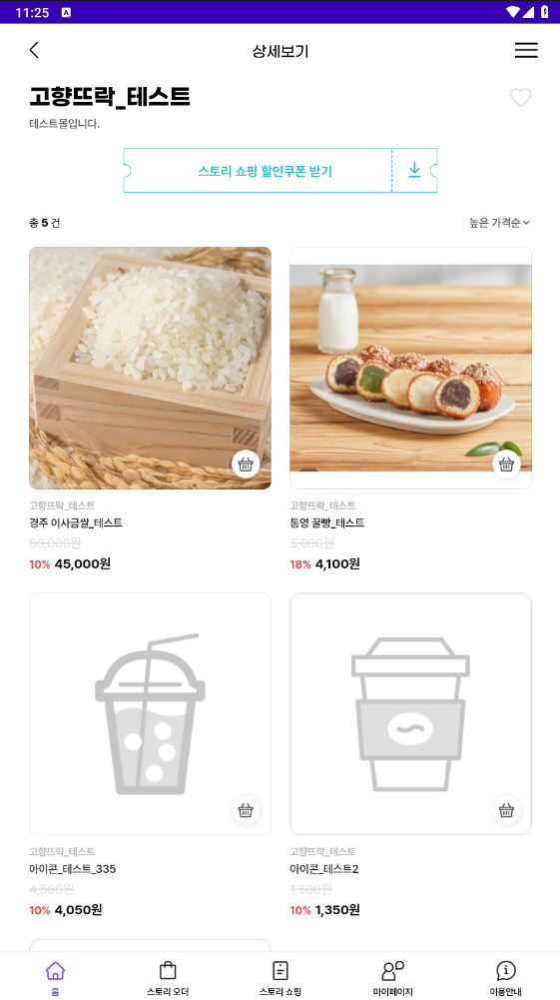 11:25
A
상세보기
고향뜨락_테스트
테스트몰입니다.
스토리 쇼핑 할인쿠폰 받기
총 5 건
높은 가격순
고향뜨락_테스트
경주 이사금쌀_테스트
50,000원
10% 45,000원
고향뜨락_테스트
통영 꿀빵_테스트
5,000원
18% 4,100원
고향뜨락_테스트
아이콘_테스트_335
4,500원
10% 4,050원
고향뜨락_테스트
아이콘_테스트2
1,500원
10% 1,350원
홈
스토리 오더
스토리 쇼핑
마이페이지
이용안내